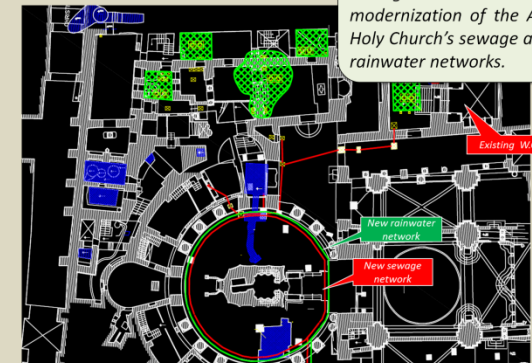 modernization of the
Holy Church's sewage
rainwater networks.
Existing
New rainwater
network
New sewage
network